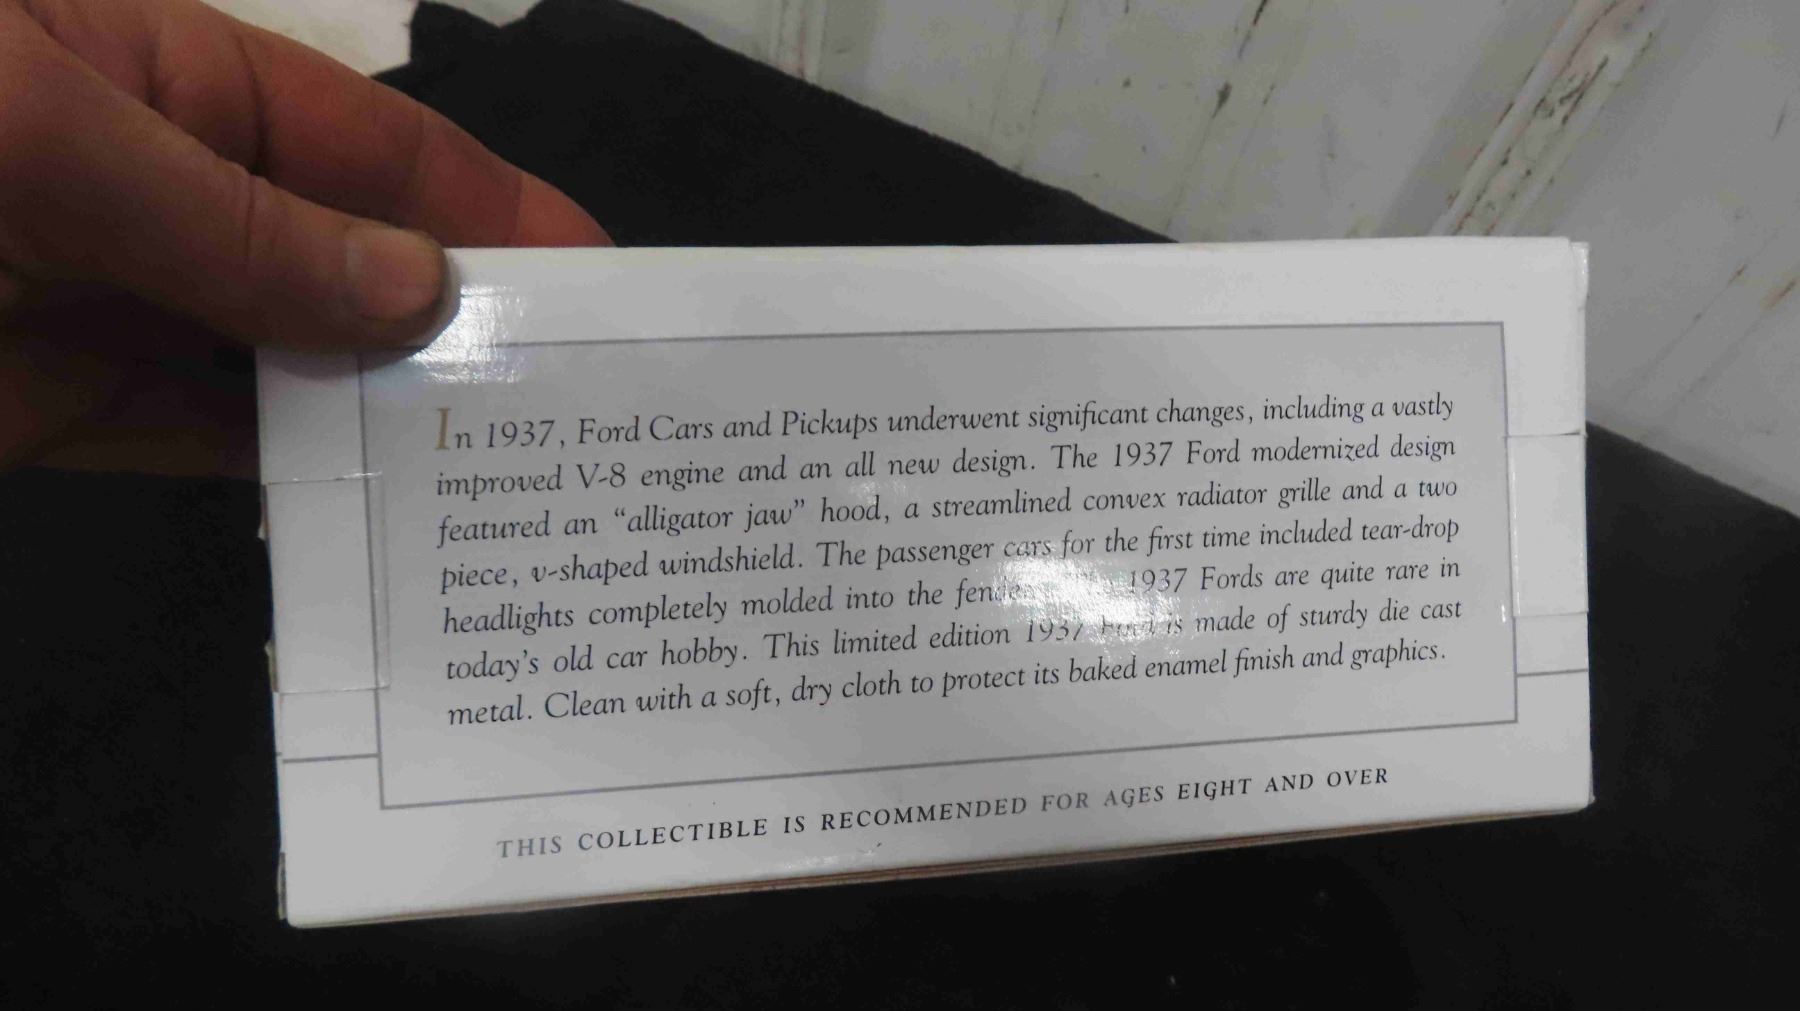 In 1937, Ford Cars and Pickups underwent significant changes, including a vastly
improved V-8 engine and an all new design. The 1937 Ford modernized design
featured an “alligator jaw” hood, a streamlined convex radiator grille and a two
piece, v-shaped windshield. The passenger cars for the first time included tear-drop
headlights completely molded into the 1937 Fords are quite rare in
today's old car hobby. This limited edition 1937 Ford is made of sturdy die cast
metal. Clean with a soft, dry cloth to protect its baked enamel finish and graphics.
THIS COLLECTIBLE IS RECOMMENDED FOR AGES EIGHT AND OVER